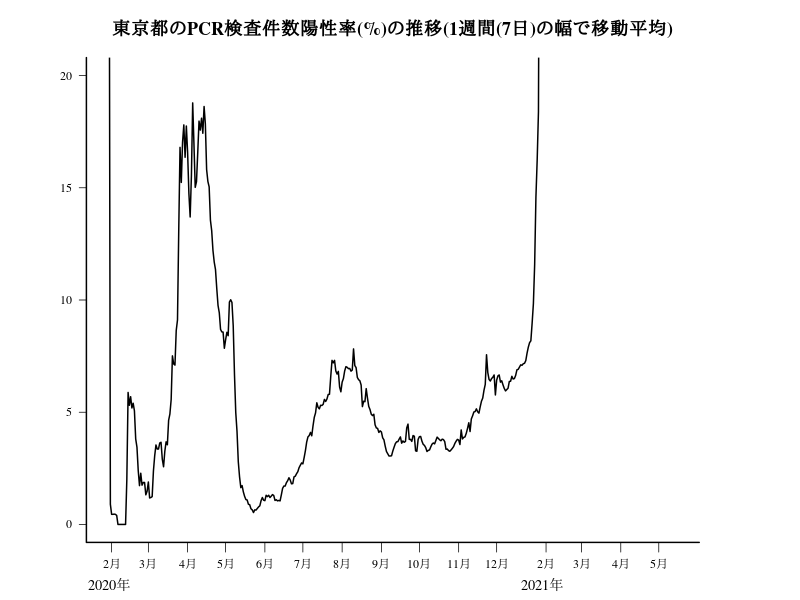 東京都のPCR検査件数陽性率(%)の推移(1週間(7日)の幅で移動平均)
20
15
10
5
0
2月 3月 4月 5月 6月 7月 8月 9月 10月 11月 12月 2月 3月 4月 5月
2020年 2021年